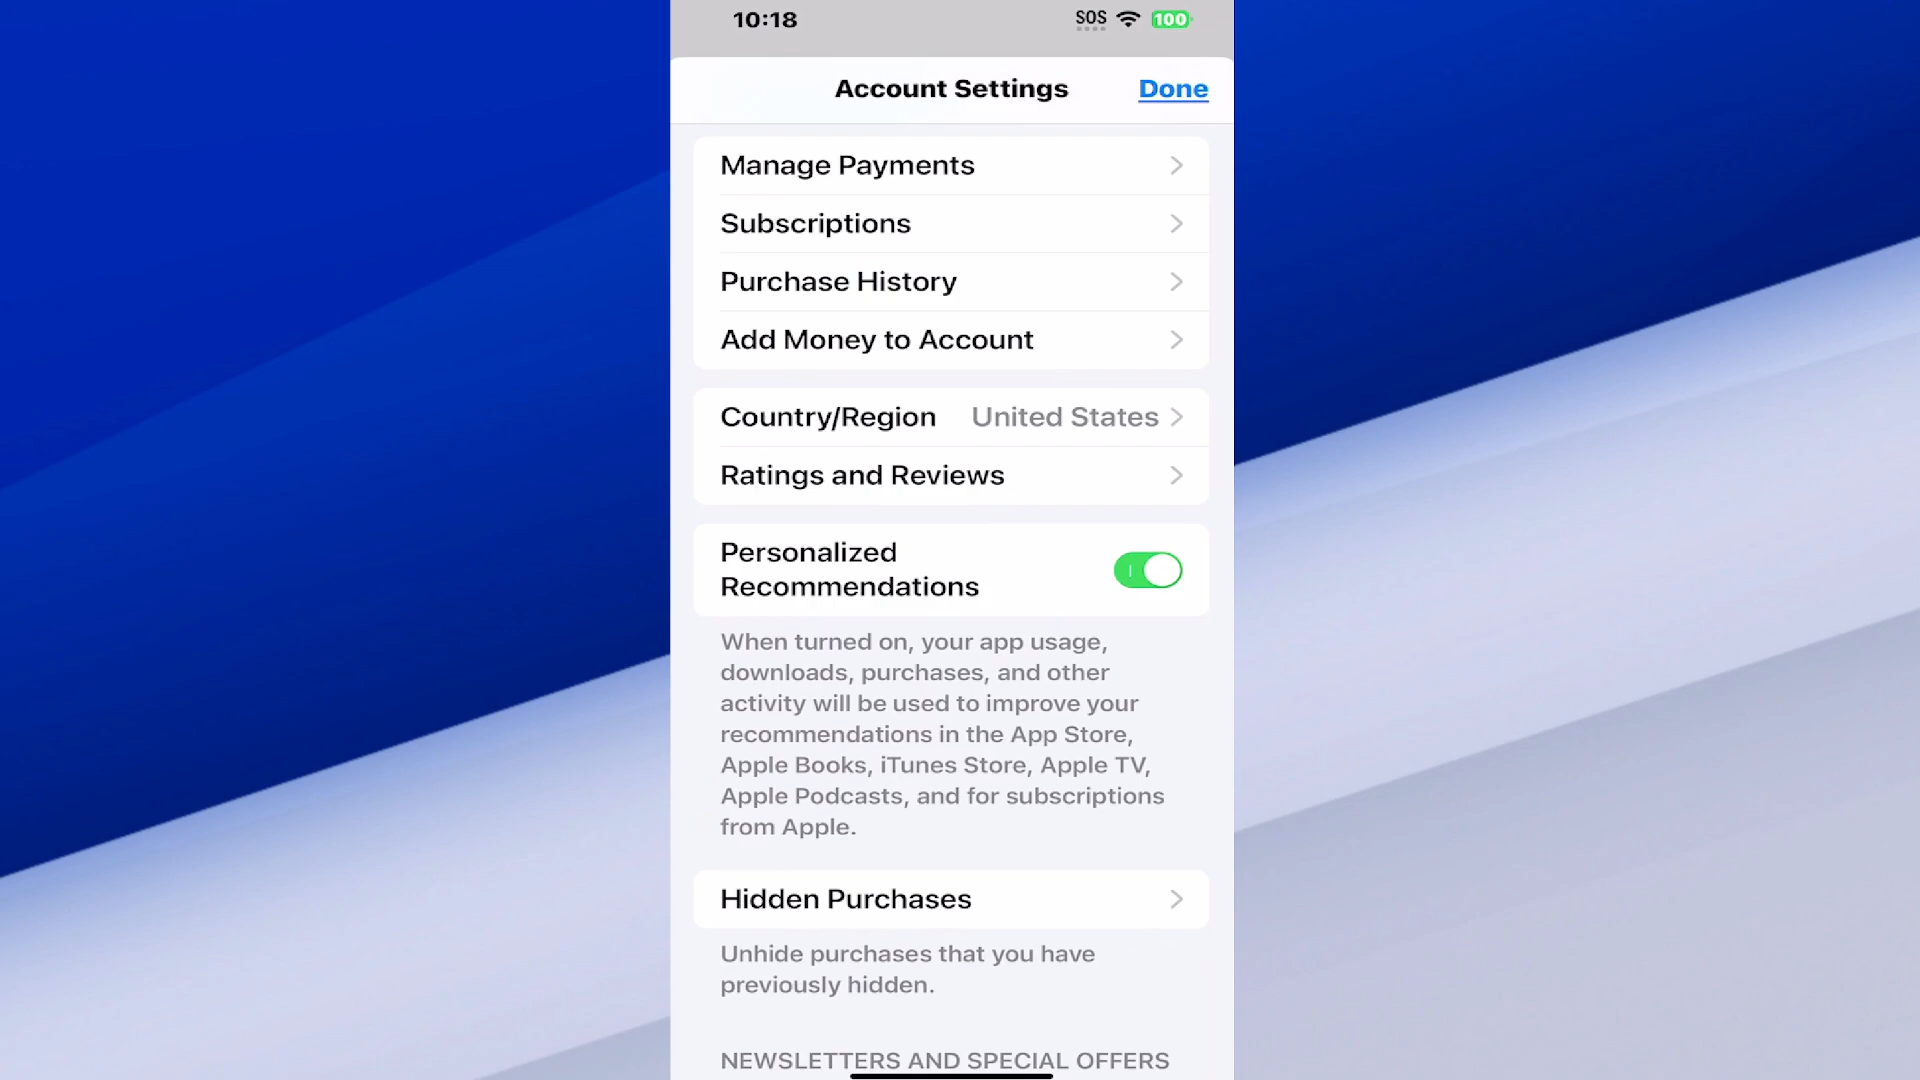 10:18
SOS
100
Account Settings
Done
Manage Payments
Subscriptions
Purchase History
Add Money to Account
Country/Region United States
Ratings and Reviews
Personalized
Recommendations
When turned on, your app usage,
downloads, purchases, and other
activity will be used to improve your
recommendations in the App Store,
Apple Books, iTunes Store, Apple TV,
Apple Podcasts, and for subscriptions
from Apple.
Hidden Purchases
Unhide purchases that you have
previously hidden.
NEWSLETTERS AND SPECIAL OFFERS